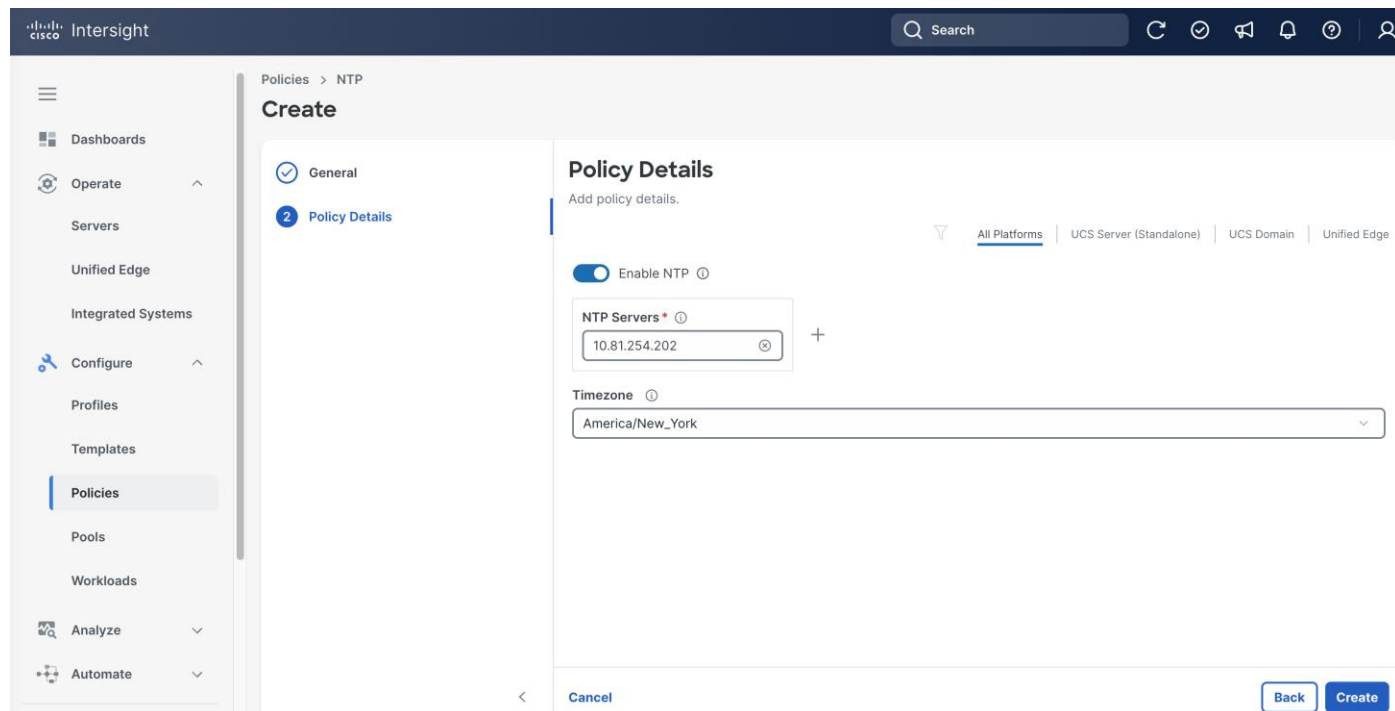 cisco Intersight
Search
Dashboards
Operate
Servers
Unified Edge
Integrated Systems
Configure
Profiles
Templates
Policies
Pools
Workloads
Analyze
Automate
Policies > NTP
Create
General
2 Policy Details
Policy Details
Add policy details.
All Platforms | UCS Server (Standalone) | UCS Domain | Unified Edge
Enable NTP
NTP Servers *
10.81.254.202
Timezone
America/New_York
Cancel
Back
Create